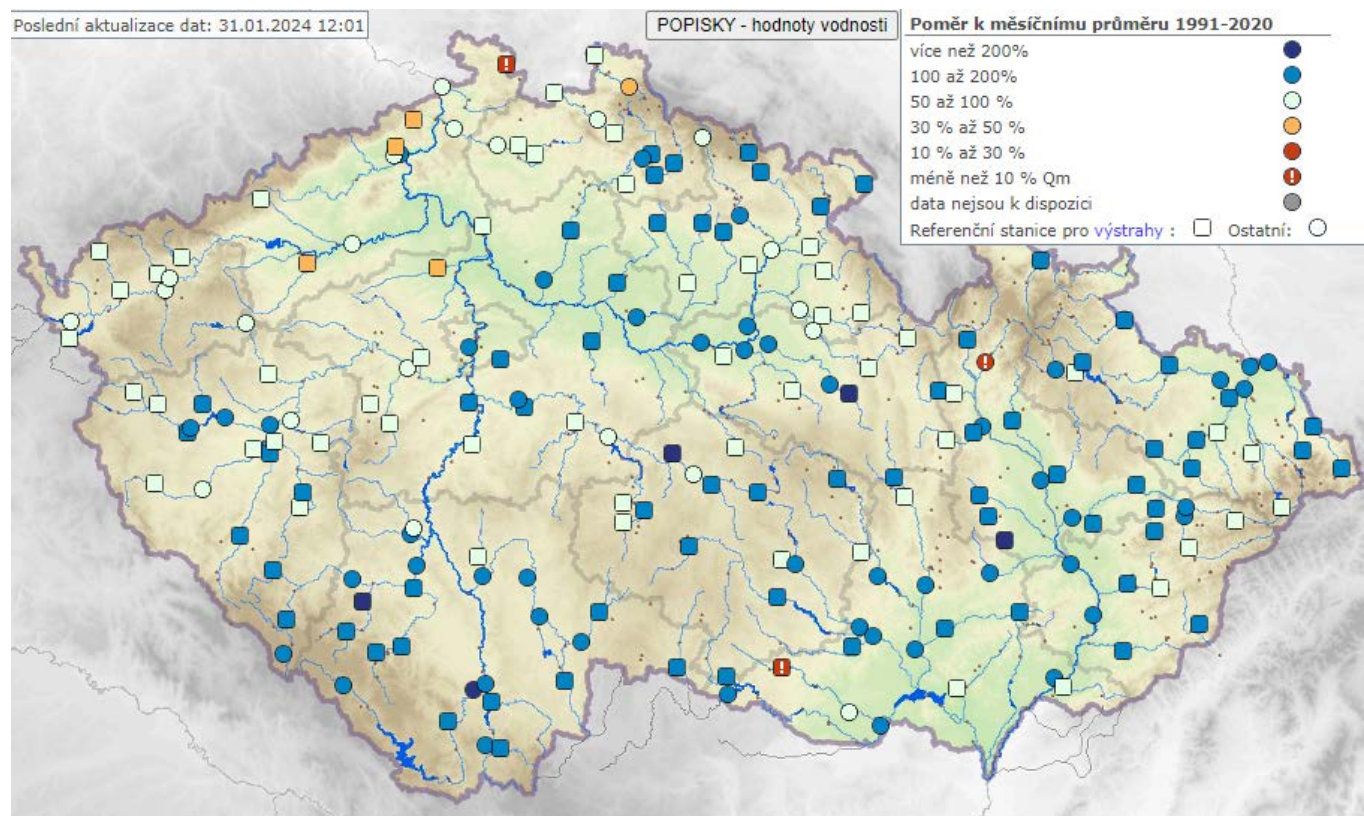 Poslední aktualizace dat: 31.01.2024 12:01
POPISKY - hodnoty vodnosti
Poměr k měsíčnímu průměru 1991-2020
více než 200%
100 až 200%
50 až 100 %
30 % až 50 %
10 % až 30 %
méně než 10 % Qm
data nejsou k dispozici
Referenční stanice pro výstrahy : Ostatní: